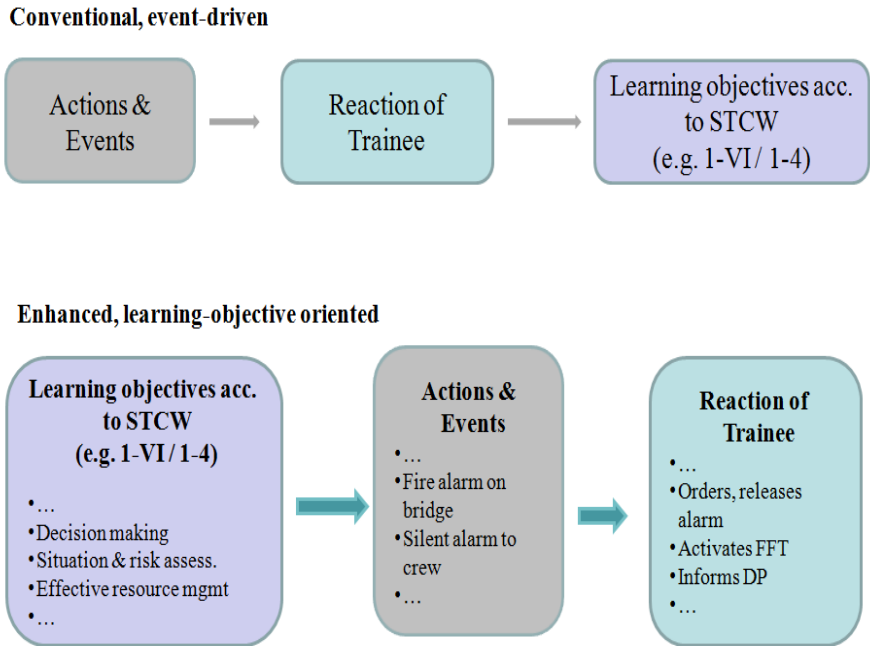 Conventional, event-driven
Actions &
Events
Reaction of
Trainee
Learning objectives acc.
to STCW
(e.g. 1-VI / 1-4)
Enhanced, learning-objective oriented
Learning objectives acc.
to STCW
(e.g. 1-VI / 1-4)
• …
• Decision making
• Situation & risk assess.
• Effective resource mgmt
• …
Actions &
Events
• …
• Fire alarm on
bridge
• Silent alarm to
crew
• …
Reaction of
Trainee
• …
• Orders, releases
alarm
• Activates FFT
• Informs DP
• …